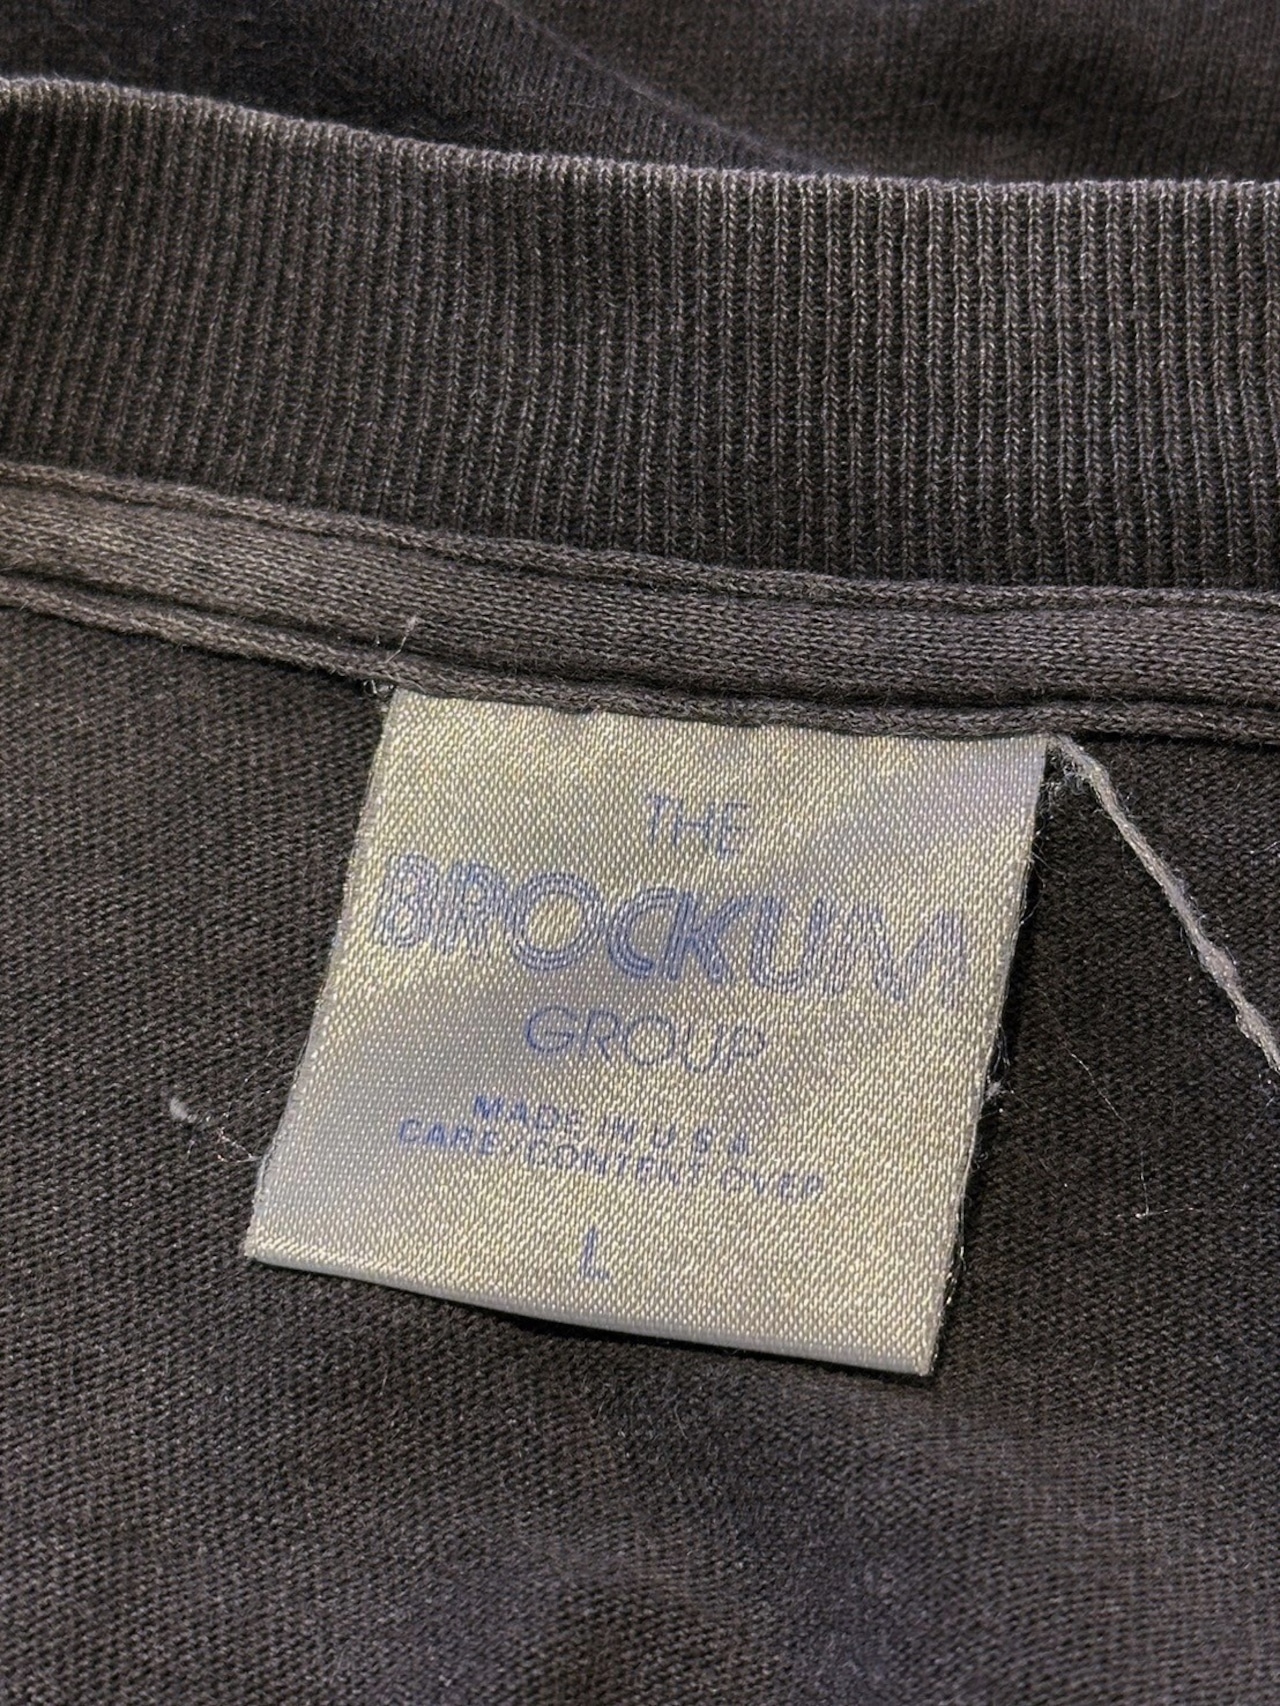 THE
BROCKUM
GROUP
MADE IN U S A
CARE · CONTENT OVER
L